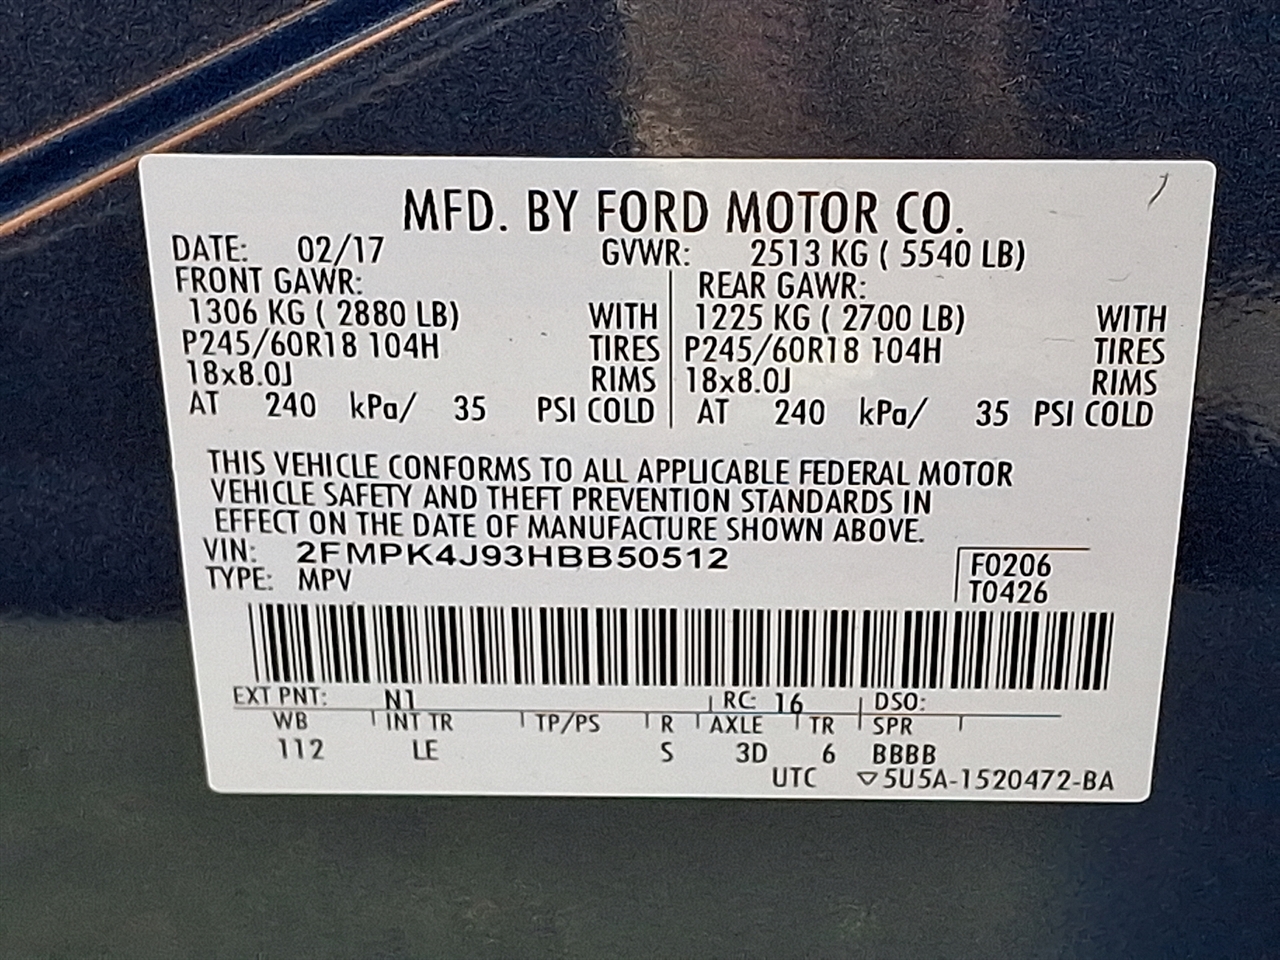 MFD. BY FORD MOTOR CO.
DATE: 02/17 GVWR: 2513 KG ( 5540 LB)
FRONT GAWR: REAR GAWR:
1306 KG ( 2880 LB) WITH 1225 KG ( 2700 LB) WITH
P245/60R18 104H TIRES P245/60R18 104H TIRES
18x8.0J RIMS 18x8.0J RIMS
AT 240 kPa/ 35 PSI COLD AT 240 kPa/ 35 PSI COLD
THIS VEHICLE CONFORMS TO ALL APPLICABLE FEDERAL MOTOR
VEHICLE SAFETY AND THEFT PREVENTION STANDARDS IN
EFFECT ON THE DATE OF MANUFACTURE SHOWN ABOVE.
VIN: 2FMPK4J93HBB50512 F0206
TYPE: MPV T0426
EXT PNT: N1 RC: 16 DSO:
WB INT TR TP/PS R AXLE TR SPR
112 LE S 3D 6 BBBB
UTC ▽5U5A-1520472-BA